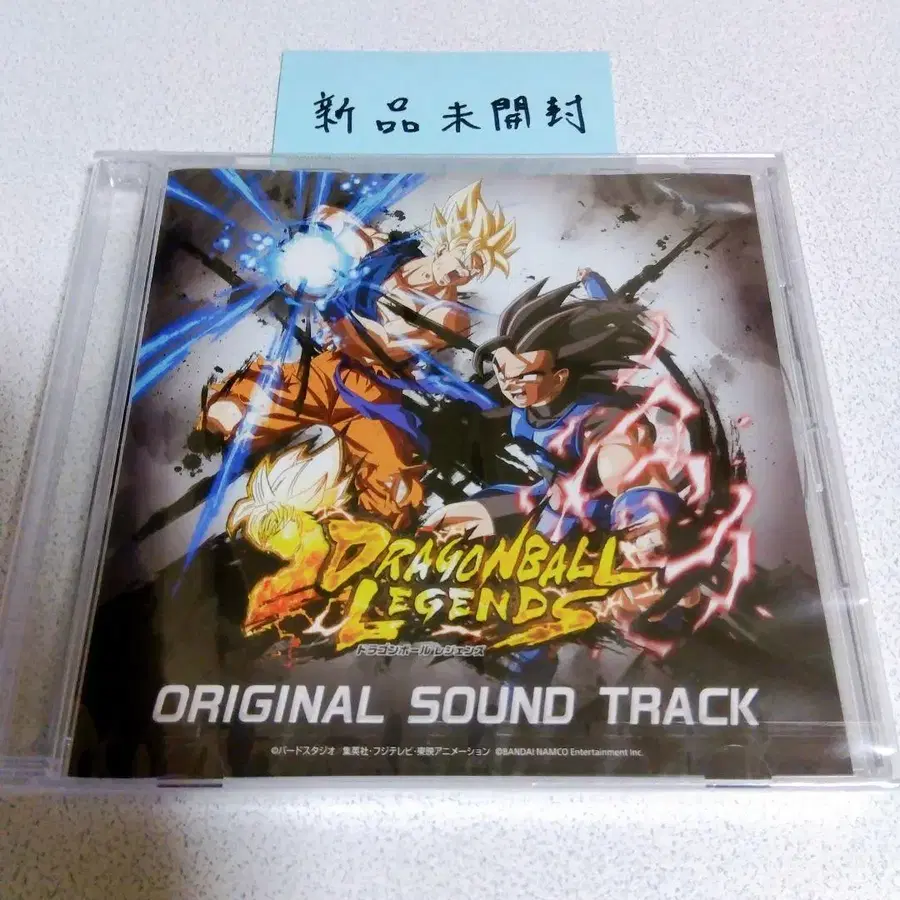 新品未開封
DRAGONBALL
LEGENDS
ドラゴンボール レジェンズ
ORIGINAL SOUND TRACK
©バードスタジオ 集英社・フジテレビ・東映アニメーション ©BANDAI NAMCO Entertainment Inc.